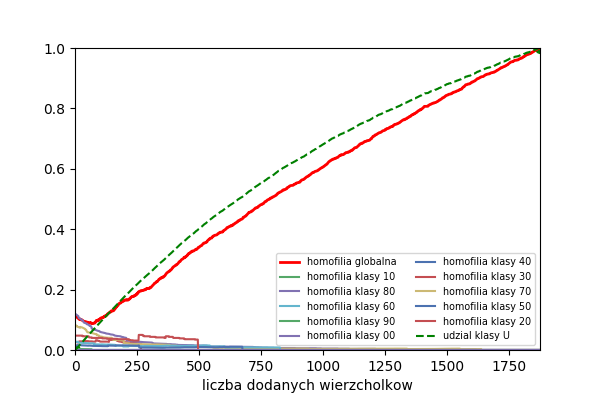 1.0
0.8
0.6
0.4
0.2
0.0
0 250 500 750 1000 1250 1500 1750
liczba dodanych wierzcholkow
homofilia globalna
homofilia klasy 10
homofilia klasy 80
homofilia klasy 60
homofilia klasy 90
homofilia klasy 00
homofilia klasy 40
homofilia klasy 30
homofilia klasy 70
homofilia klasy 50
homofilia klasy 20
udzial klasy U